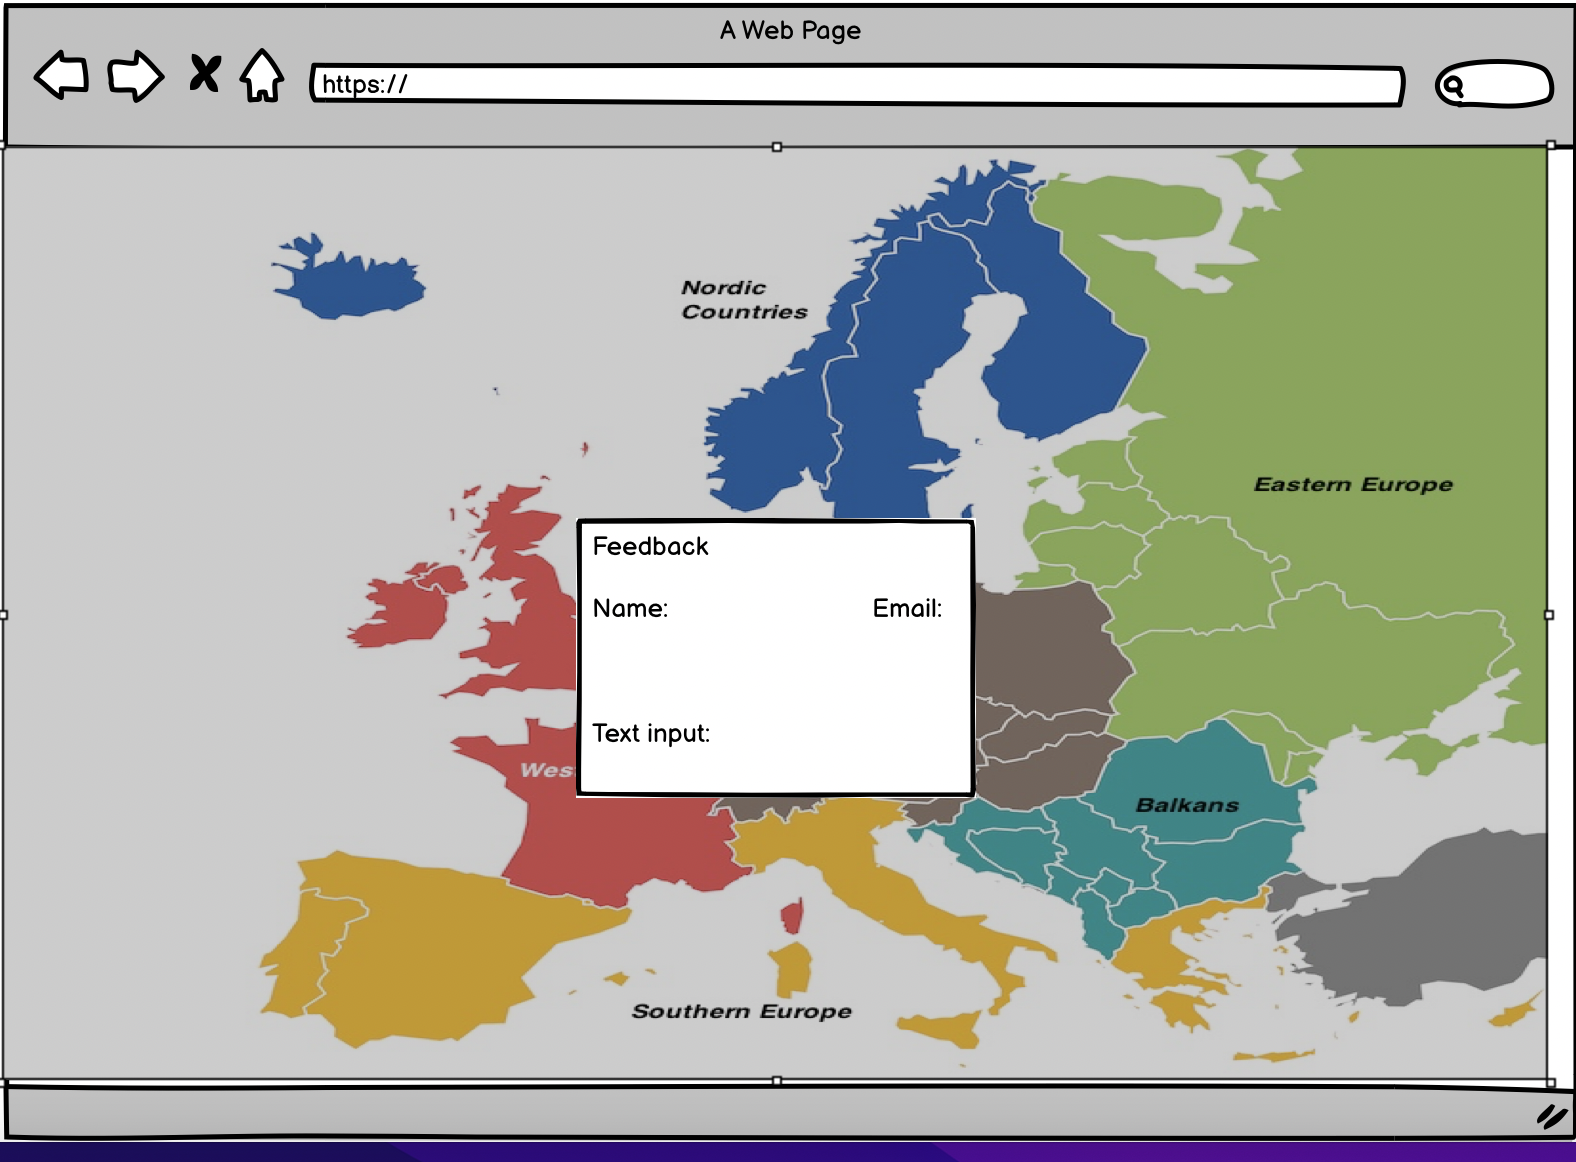 A Web Page
https://
Nordic
Countries
Eastern Europe
Feedback
Name: Email:
Text input:
Wes
Balkans
Southern Europe